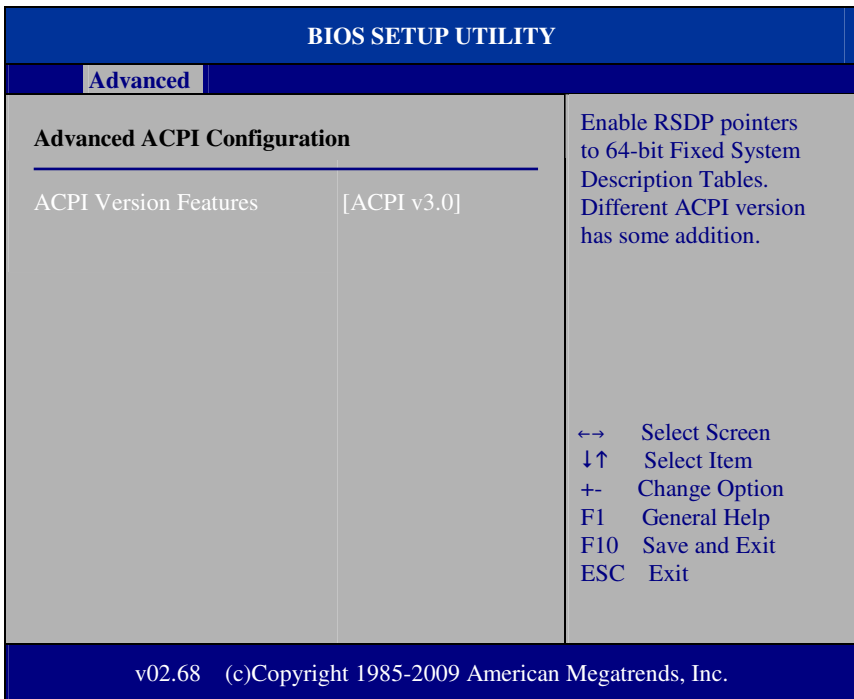 BIOS SETUP UTILITY
Advanced
Advanced ACPI Configuration
ACPI Version Features [ACPI v3.0]
Enable RSDP pointers
to 64-bit Fixed System
Description Tables.
Different ACPI version
has some addition.
←→ Select Screen
↓↑ Select Item
+- Change Option
F1 General Help
F10 Save and Exit
ESC Exit
v02.68 (c)Copyright 1985-2009 American Megatrends, Inc.